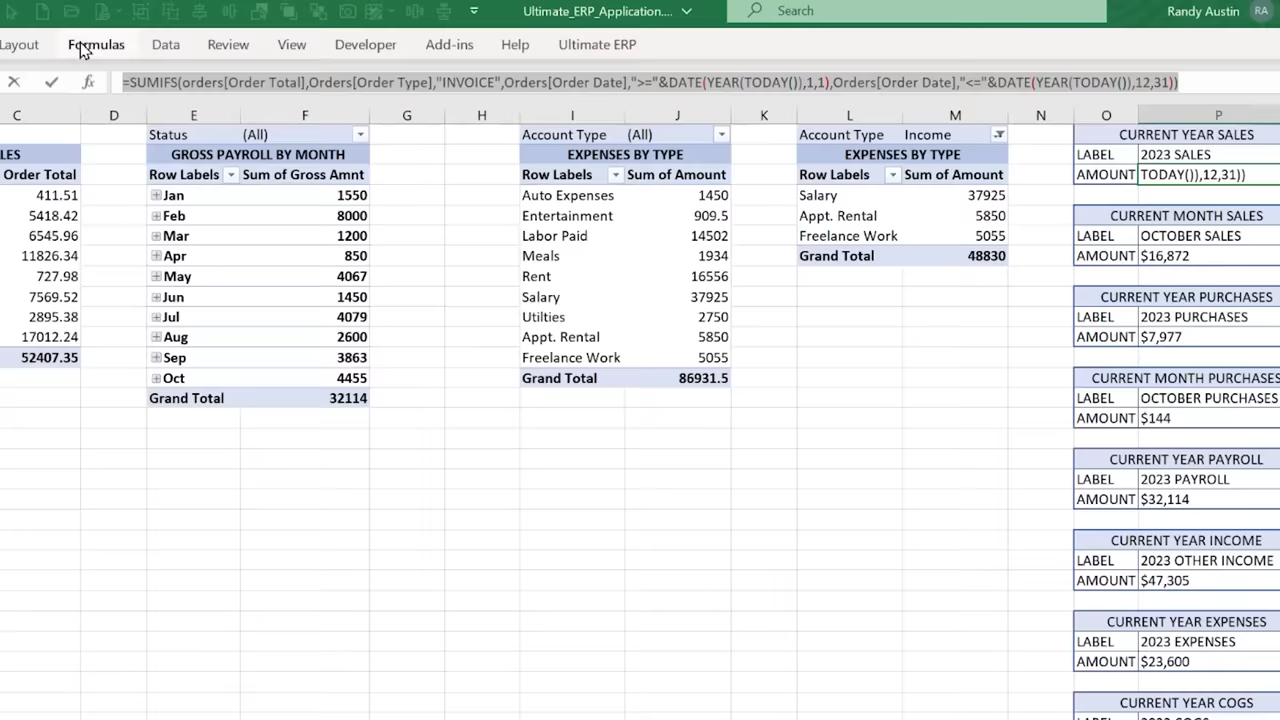 Ultimate_ERP_Application....
Search
Randy Austin
RA
Layout Formulas Data Review View Developer Add-ins Help Ultimate ERP
fx =SUMIFS(orders[Order Total],Orders[Order Type],"INVOICE",Orders[Order Date],">="&DATE(YEAR(TODAY()),1,1),Orders[Order Date],"<="&DATE(YEAR(TODAY()),12,31))
C D E F G H I J K L M N O P
Status (All) Account Type (All) Account Type Income CURRENT YEAR SALES
LES GROSS PAYROLL BY MONTH EXPENSES BY TYPE EXPENSES BY TYPE LABEL 2023 SALES
Order Total Row Labels Sum of Gross Amnt Row Labels Sum of Amount Row Labels Sum of Amount AMOUNT TODAY()),12,31))
411.51 Jan 1550 Auto Expenses 1450 Salary 37925
5418.42 Feb 8000 Entertainment 909.5 Appt. Rental 5850 CURRENT MONTH SALES
6545.96 Mar 1200 Labor Paid 14502 Freelance Work 5055 LABEL OCTOBER SALES
11826.34 Apr 850 Meals 1934 Grand Total 48830 AMOUNT $16,872
727.98 May 4067 Rent 16556
7569.52 Jun 1450 Salary 37925 CURRENT YEAR PURCHASES
2895.38 Jul 4079 Utilties 2750 LABEL 2023 PURCHASES
17012.24 Aug 2600 Appt. Rental 5850 AMOUNT $7,977
52407.35 Sep 3863 Freelance Work 5055
Oct 4455 Grand Total 86931.5 CURRENT MONTH PURCHASES
Grand Total 32114 LABEL OCTOBER PURCHASES
AMOUNT $144
CURRENT YEAR PAYROLL
LABEL 2023 PAYROLL
AMOUNT $32,114
CURRENT YEAR INCOME
LABEL 2023 OTHER INCOME
AMOUNT $47,305
CURRENT YEAR EXPENSES
LABEL 2023 EXPENSES
AMOUNT $23,600
CURRENT YEAR COGS